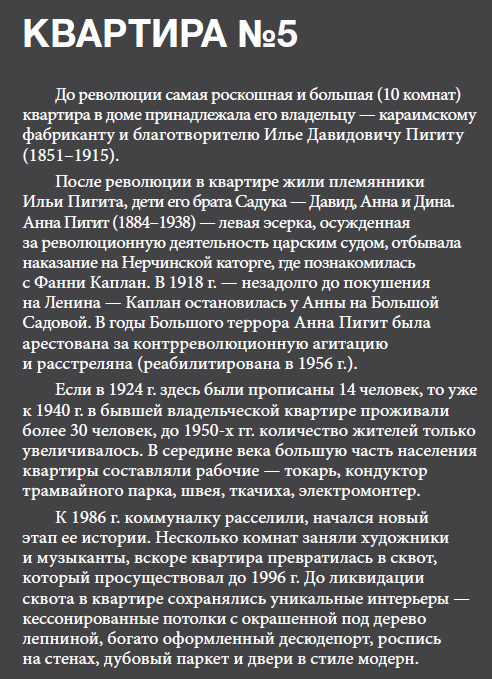 КВАРТИРА №5
До революции самая роскошная и большая (10 комнат)
квартира в доме принадлежала его владельцу — караимскому
фабриканту и благотворителю Илье Давидовичу Пигиту
(1851–1915).
После революции в квартире жили племянники
Ильи Пигита, дети его брата Садука — Давид, Анна и Дина.
Анна Пигит (1884–1938) — левая эсерка, осужденная
за революционную деятельность царским судом, отбывала
наказание на Нерчинской каторге, где познакомилась
с Фанни Каплан. В 1918 г. — незадолго до покушения
на Ленина — Каплан остановилась у Анны на Большой
Садовой. В годы Большого террора Анна Пигит была
арестована за контрреволюционную агитацию
и расстреляна (реабилитирована в 1956 г.).
Если в 1924 г. здесь были прописаны 14 человек, то уже
к 1940 г. в бывшей владельческой квартире проживали
более 30 человек, до 1950-х гг. количество жителей только
увеличивалось. В середине века большую часть населения
квартиры составляли рабочие — токарь, кондуктор
трамвайного парка, швея, ткачиха, электромонтер.
К 1986 г. коммуналку расселили, начался новый
этап ее истории. Несколько комнат заняли художники
и музыканты, вскоре квартира превратилась в сквот,
который просуществовал до 1996 г. До ликвидации
сквота в квартире сохранялись уникальные интерьеры —
кессонированные потолки с окрашенной под дерево
лепниной, богато оформленный десюдепорт, роспись
на стенах, дубовый паркет и двери в стиле модерн.